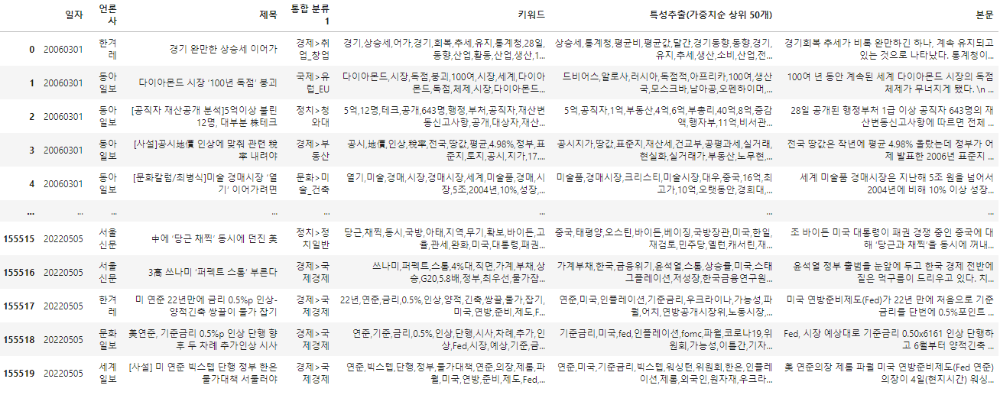 일자 언론사 제목 통합 분류1 키워드 특성추출(가중치순 상위 50개) 본문
0 20060301 한겨레 경기 완만한 상승세 이어가 경제>취업_창업 경기,상승세,어가,경기,회복,추세,유지,통계청,28일,동향,산업,활동,산업,생산,1... 상승세,통계청,평균비,평균값,달간,경기동향,동향,경기,유지,추세,생산,소비,산업,전... 경기회복 추세가 비록 완만하긴 하나, 계속 유지되고 있는 것으로 나타났다. 통계청이...
1 20060301 동아일보 다이아몬드 시장 ‘100년 독점’ 붕괴 국제>유럽_EU 다이아몬드,시장,독점,붕괴,100여,시장,세계,다이아몬드,독점,체제,시장,다이아몬드... 드비어스,알로사,러시아,독점적,아프리카,100여,생산국,모스크바,남아공,오펜하이머,... 100여 년 동안 계속된 세계 다이아몬드 시장의 독점 체제가 무너지게 됐다. \n ...
2 20060301 동아일보 [공직자 재산공개 분석]5억이상 불린 12명, 대부분 株테크 정치>청와대 5억,12명,테크,공개,643명,행정,부처,공직자,재산변동신고사항,공개,대상자,재산... 5억,공직자,1억,부동산,4억,6억,부총리,40억,8억,증감액,행자부,11억,비서관... 28일 공개된 행정부처 1급 이상 공직자 643명의 재산변동신고사항에 따르면 전체 ...
3 20060301 동아일보 [사설]공시地價 인상에 맞춰 관련 稅率 내려야 경제>부동산 공시,地價,인상,稅率,전국,땅값,평균,4.98%,정부,표준지,토지,공시,지가,17.... 공시지가,땅값,표준지,재산세,건교부,공평과세,실거래,현실화,실거래가,부동산,노무현,... 전국 땅값은 작년에 평균 4.98% 올랐는데 정부가 어제 발표한 2006년 표준지 ...
4 20060301 동아일보 [문화칼럼/최병식]미술 경매시장 ‘열기’ 이어가려면 문화>미술_건축 열기,미술,경매,시장,경매시장,세계,미술품,경매,시장,5조,2004년,10%,성장,... 미술품,경매시장,크리스티,미술시장,대우,중국,16억,최고가,10억,오랫동안,경희대,... 세계 미술품 경매시장은 지난해 5조 원을 넘어서 2004년에 비해 10% 이상 성장...
... ... ... ... ... ... ... ...
155515 20220505 서울신문 中에 ‘당근 채찍’ 동시에 던진 美 정치>정치일반 당근,채찍,동시,국방,아태,지역,무기,확보,바이든,고율,관세,완화,미국,대통령,패권... 중국,태평양,오스틴,바이든,베이징,국방장관,미국,한일,재검토,민주당,옐런,캐서린,재... 조 바이든 미국 대통령이 패권 경쟁 중인 중국에 대해 ‘당근과 채찍’을 동시에 꺼내...
155516 20220505 서울신문 3高 쓰나미 ‘퍼펙트 스톰’ 부른다 경제>국제경제 쓰나미,퍼펙트,스톰,4%대,직면,가계,부채,상승,G20,5.8배,정부,최우선,물가잡... 가계부채,한국,금융위기,윤석열,스톰,상승률,미국,스태그플레이션,저성장,한국금융연구원... 윤석열 정부 출범을 눈앞에 두고 한국 경제 전반에 짙은 먹구름이 드리우고 있다. 치...
155517 20220505 한겨레 미 연준 22년만에 금리 0.5%p 인상-양적긴축 쌍끌이 물가 잡기 경제>국제경제 22년,연준,금리,0.5%,인상,양적,긴축,쌍끌,물가,잡기,미국,연방,준비,제도,F... 연준,미국,인플레이션,기준금리,우크라이나,가능성,파월,어치,연방공개시장위,노동시장,... 미국 연방준비제도(Fed)가 22년 만에 처음으로 기준금리를 단번에 0.5%포인트 ...
155518 20220505 문화일보 美연준, 기준금리 0.5%p 인상 단행 향후 두 차례 추가인상 시사 경제>국제경제 연준,기준,금리,0.5%,인상,단행,시사,차례,추가,인상,Fed,시장,예상,기준,금... 기준금리,미국,fed,인플레이션,fomc,파월,코로나19,위원회,가능성,이틀간,기자... Fed, 시장 예상대로 기준금리 0.50x6161 인상 단행하고 6월부터 양적긴축 ...
155519 20220505 세계일보 [사설] 미 연준 빅스텝 단행 정부 한은 물가대책 서둘러야 경제>국제경제 연준,빅스텝,단행,정부,물가대책,연준,의장,제롬,파월,미국,연방,준비,제도,Fed,... 연준,미국,기준금리,빅스텝,워싱턴,위원회,한은,인플레이션,제롬,외국인,원자재,우크라... 美 연준의장 제롬 파월 미국 연방준비제도(Fed 연준) 의장이 4일(현지시간) 워싱...